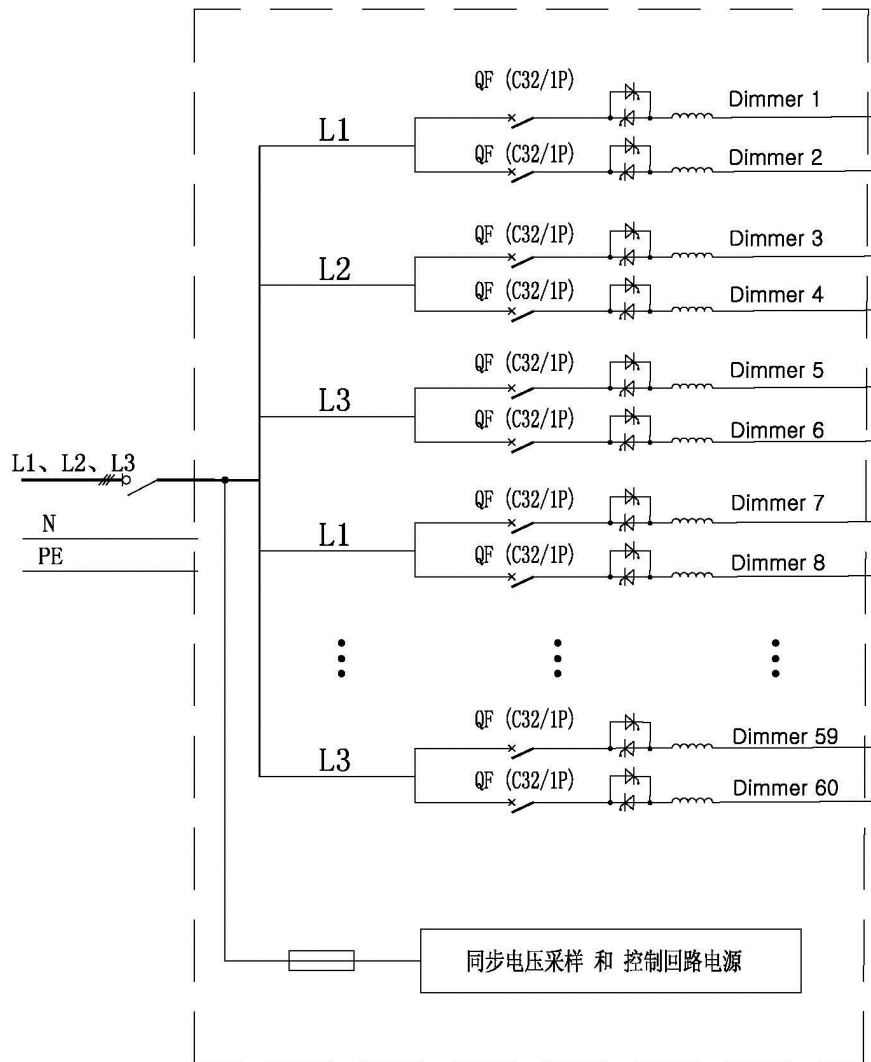 QF (C32/1P)
Dimmer 1
L1
QF (C32/1P)
Dimmer 2
QF (C32/1P)
Dimmer 3
L2
QF (C32/1P)
Dimmer 4
QF (C32/1P)
Dimmer 5
L3
QF (C32/1P)
Dimmer 6
L1、L2、L3
N
PE
QF (C32/1P)
Dimmer 7
L1
QF (C32/1P)
Dimmer 8
QF (C32/1P)
Dimmer 59
L3
QF (C32/1P)
Dimmer 60
同步电压采样 和 控制回路电源